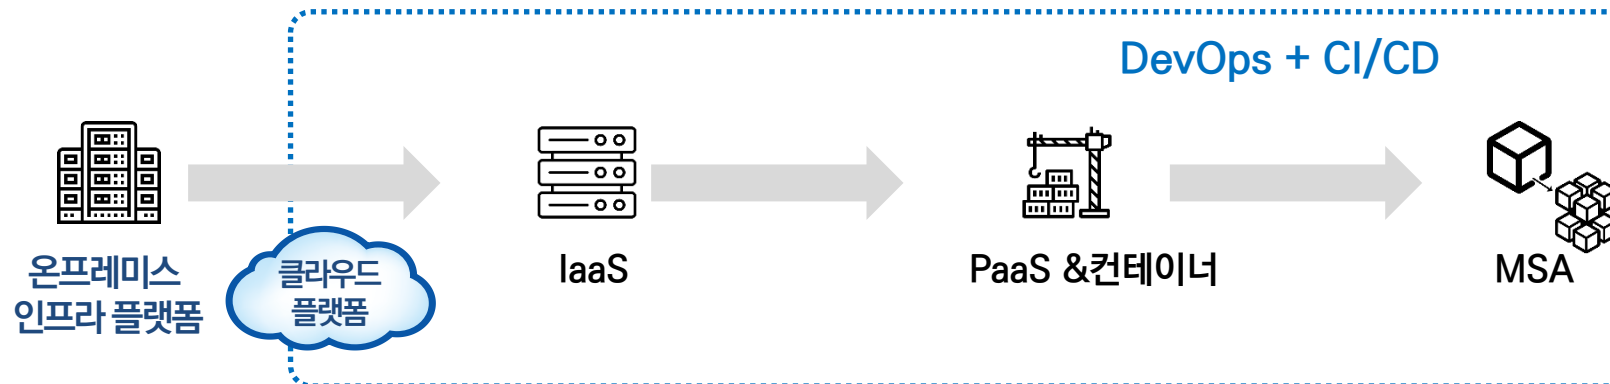 DevOps + CI/CD
온프레미스
인프라 플랫폼
클라우드
플랫폼
IaaS
PaaS &컨테이너
MSA